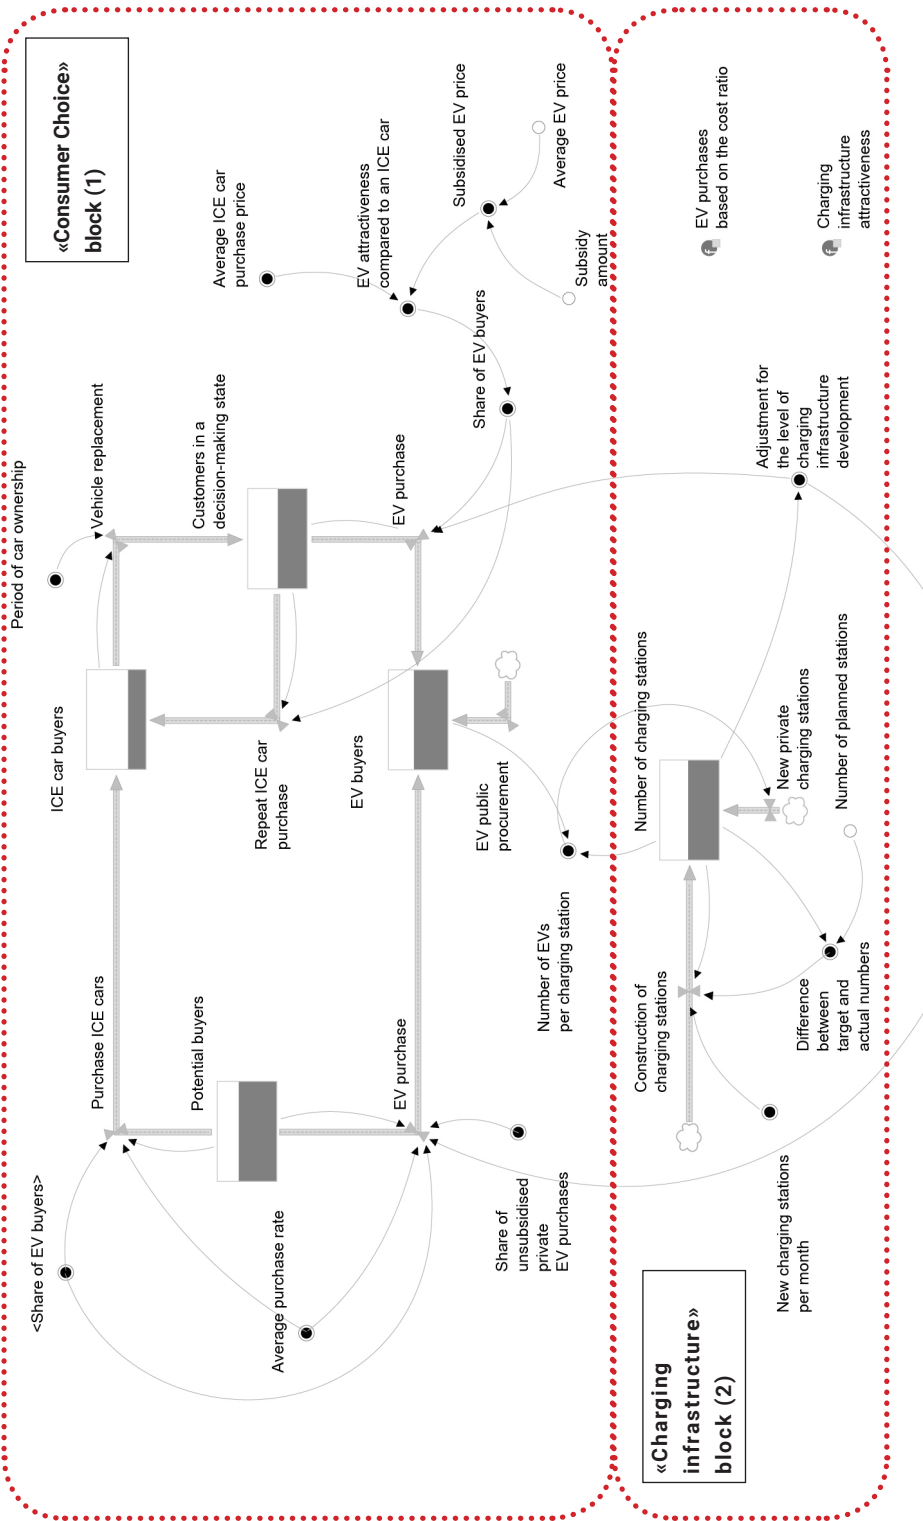 «Consumer Choice»
block (1)
Period of car ownership
Vehicle replacement
Average ICE car
purchase price
Customers in a
decision-making state
EV attractiveness
compared to an ICE car
Subsidised EV price
Average EV price
Subsidy
amount
Share of EV buyers
EV purchase
ICE car buyers
Repeat ICE car
purchase
EV buyers
EV public
procurement
Number of EVs
per charging station
Purchase ICE cars
Potential buyers
EV purchase
<Share of EV buyers>
Average purchase rate
Share of
unsubsidised
private
EV purchases
«Charging
infrastructure»
block (2)
EV purchases
based on the cost ratio
Charging
infrastructure
attractiveness
Adjustment for
the level of
charging
infrastructure
development
Number of charging stations
New private
charging stations
Number of planned stations
Construction of
charging stations
Difference
between
target and
actual numbers
New charging stations
per month